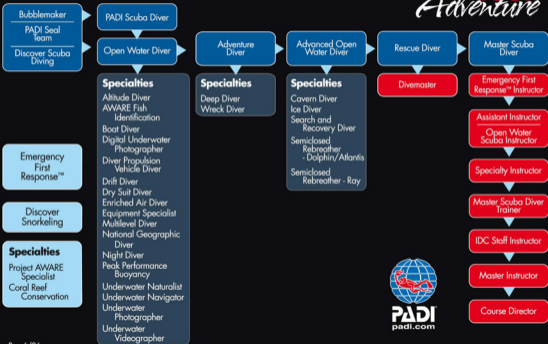 Adventure
Bubblemaker
PADI Seal
Team
Discover Scuba
Diving
PADI Scuba Diver
Open Water Diver
Adventure
Diver
Advanced Open
Water Diver
Rescue Diver
Master Scuba
Diver
Specialties
Altitude Diver
AWARE Fish
Identification
Boat Diver
Digital Underwater
Photographer
Diver Propulsion
Vehicle Diver
Drift Diver
Dry Suit Diver
Enriched Air Diver
Equipment Specialist
Multilevel Diver
National Geographic
Diver
Night Diver
Peak Performance
Buoyancy
Underwater Naturalist
Underwater Navigator
Underwater
Photographer
Underwater
Videographer
Specialties
Deep Diver
Wreck Diver
Specialties
Cavern Diver
Ice Diver
Search and
Recovery Diver
Semiclosed
Rebreather
- Dolphin/Atlantis
Semiclosed
Rebreather - Ray
Divemaster
Emergency First
Response™ Instructor
Assistant Instructor
Open Water
Scuba Instructor
Specialty Instructor
Master Scuba Diver
Trainer
IDC Staff Instructor
Master Instructor
Course Director
Emergency
First
Response™
Discover
Snorkeling
Specialties
Project AWARE
Specialist
Coral Reef
Conservation
PADI
padi.com